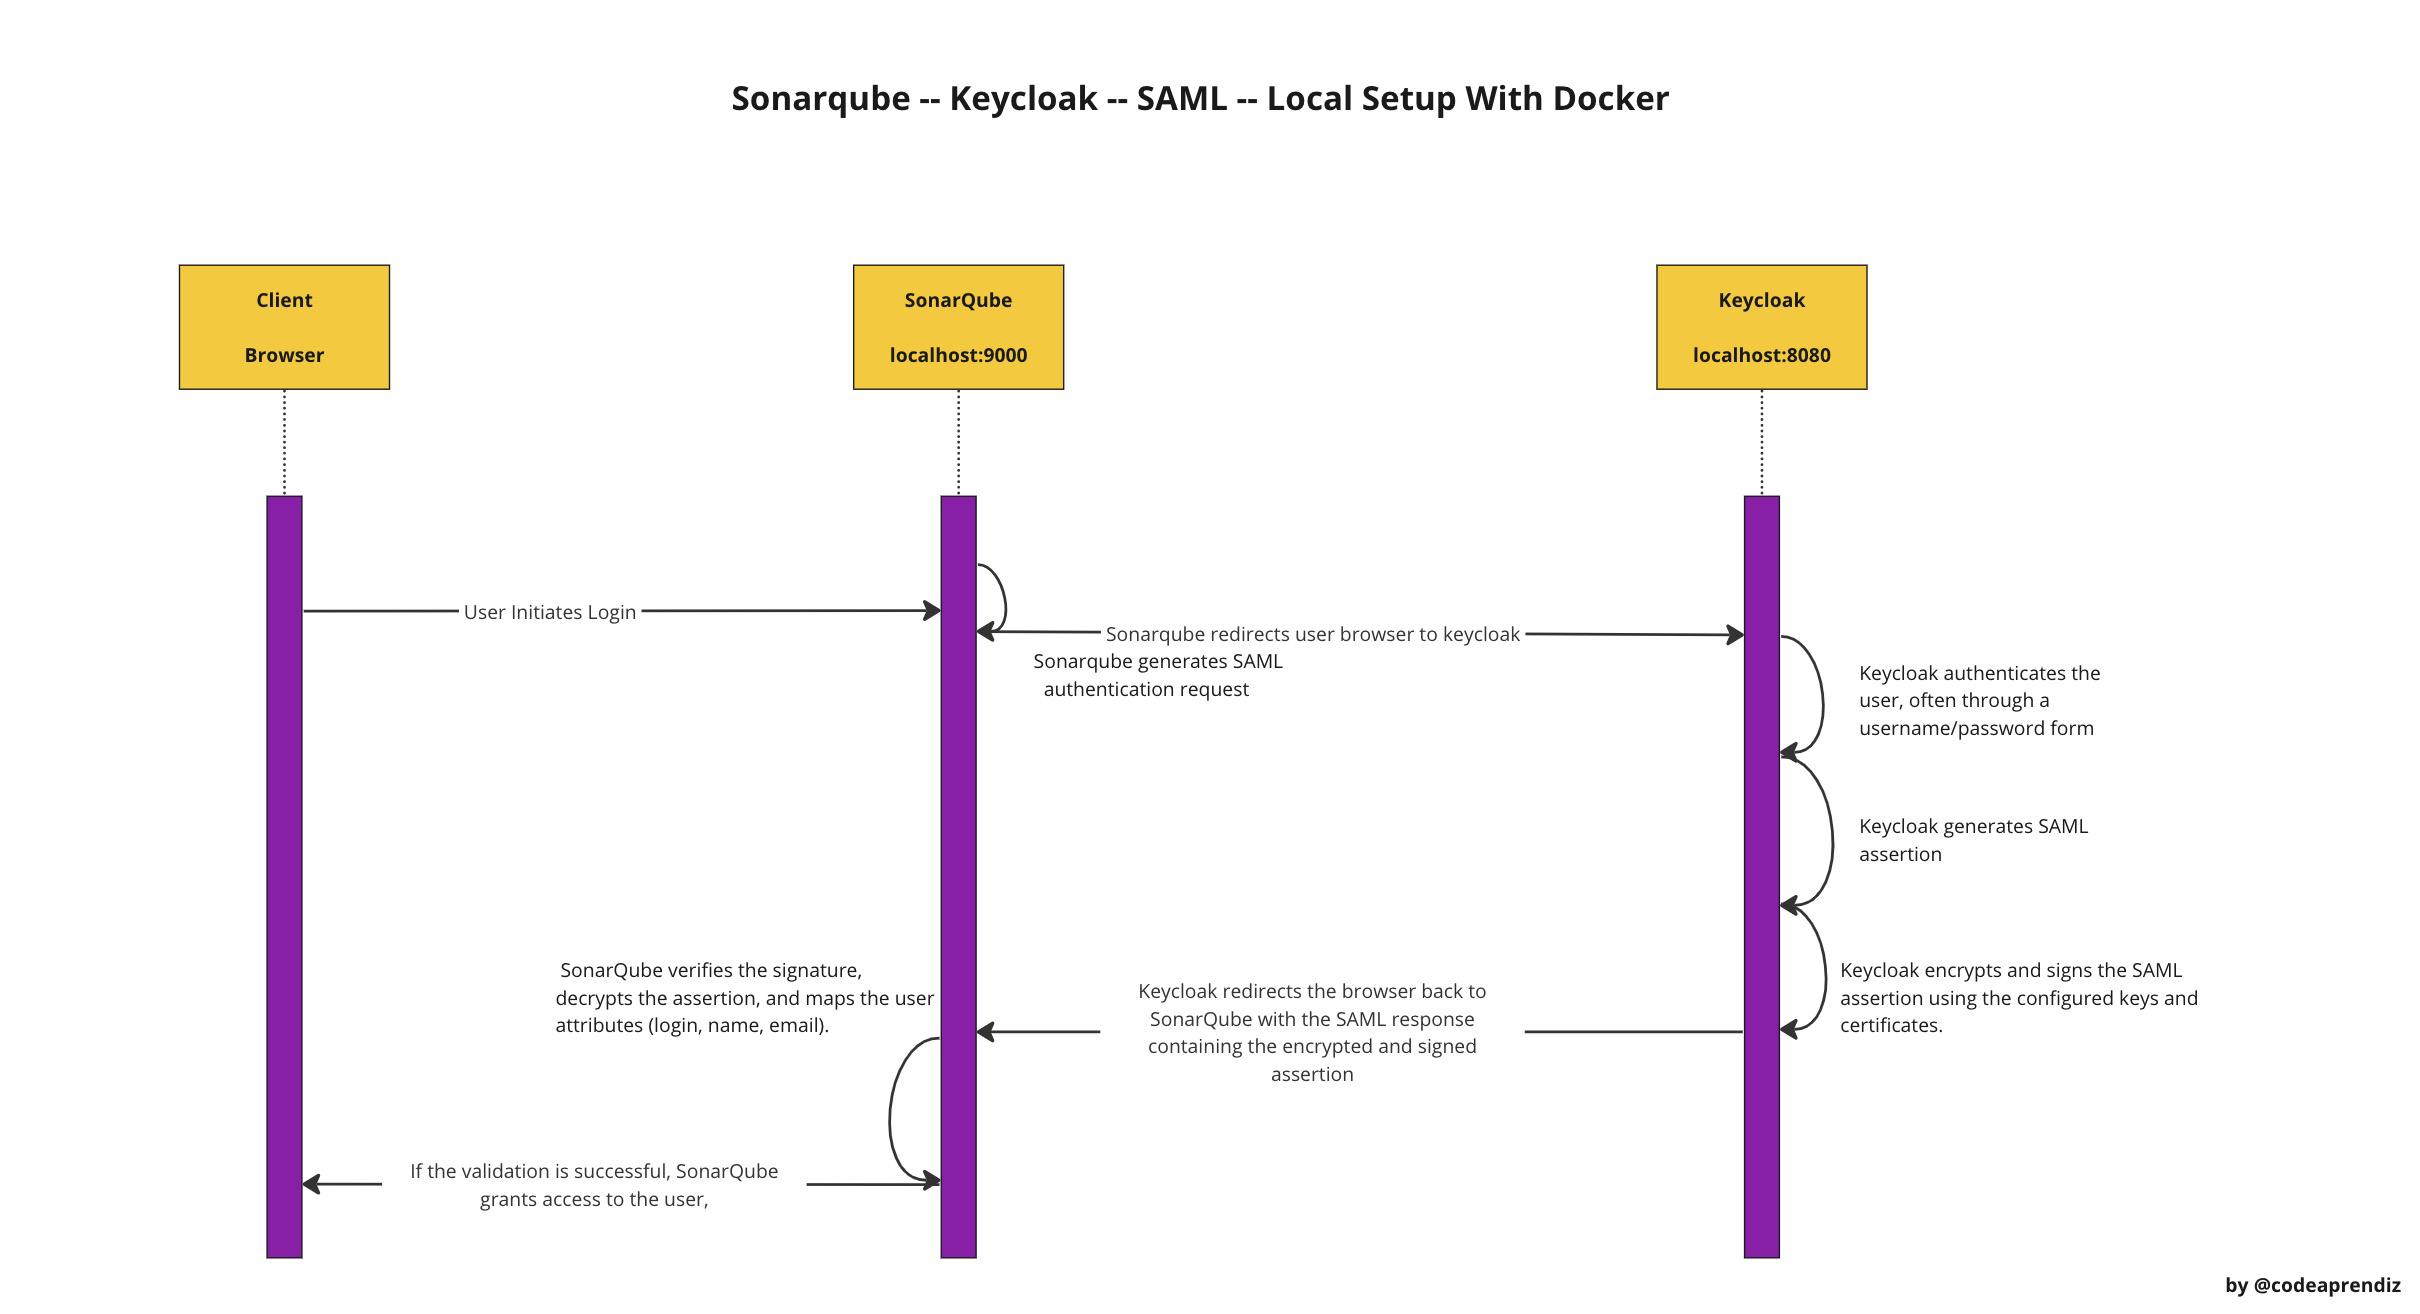 Sonarqube -- Keycloak -- SAML -- Local Setup With Docker
Client
Browser
SonarQube
localhost:9000
Keycloak
localhost:8080
User Initiates Login
Sonarqube redirects user browser to keycloak
Sonarqube generates SAML
authentication request
Keycloak authenticates the
user, often through a
username/password form
Keycloak generates SAML
assertion
Keycloak encrypts and signs the SAML
assertion using the configured keys and
certificates.
Keycloak redirects the browser back to
SonarQube with the SAML response
containing the encrypted and signed
assertion
SonarQube verifies the signature,
decrypts the assertion, and maps the user
attributes (login, name, email).
If the validation is successful, SonarQube
grants access to the user,
by @codeaprendiz